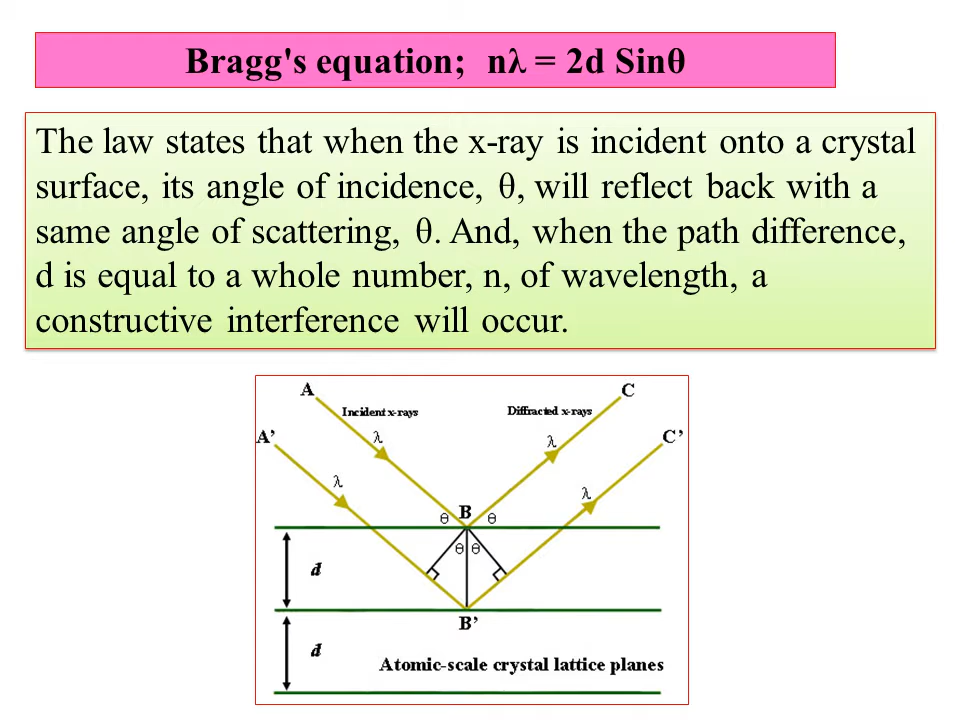 Bragg's equation;  nλ = 2d Sinθ
The law states that when the x-ray is incident onto a crystal
surface, its angle of incidence, θ, will reflect back with a
same angle of scattering, θ. And, when the path difference,
d is equal to a whole number, n, of wavelength, a
constructive interference will occur.
A
C
Incident x-rays
Diffracted x-rays
A’
C’
λ
λ
λ
λ
θ
B
θ
θ
θ
d
B’
d
Atomic-scale crystal lattice planes